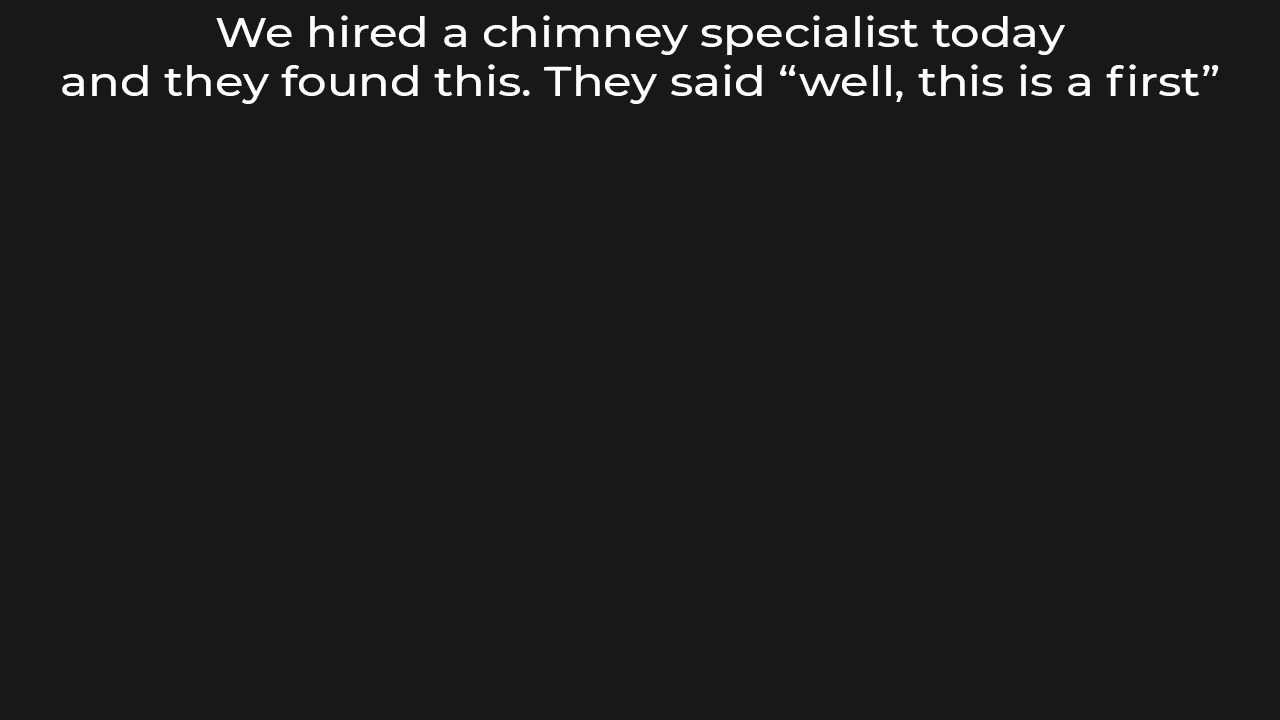 We hired a chimney specialist today
and they found this. They said “well, this is a first”